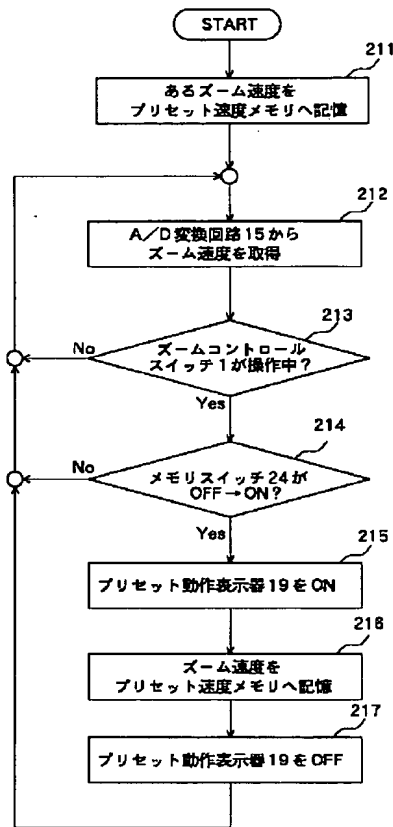 START
211
あるズーム速度を
プリセット速度メモリへ記憶
212
A/D変換回路15から
ズーム速度を取得
213
ズームコントロール
スイッチ1が操作中?
No
Yes
214
メモリスイッチ24が
OFF→ON?
No
Yes
215
プリセット動作表示器19をON
216
ズーム速度を
プリセット速度メモリへ記憶
217
プリセット動作表示器19をOFF